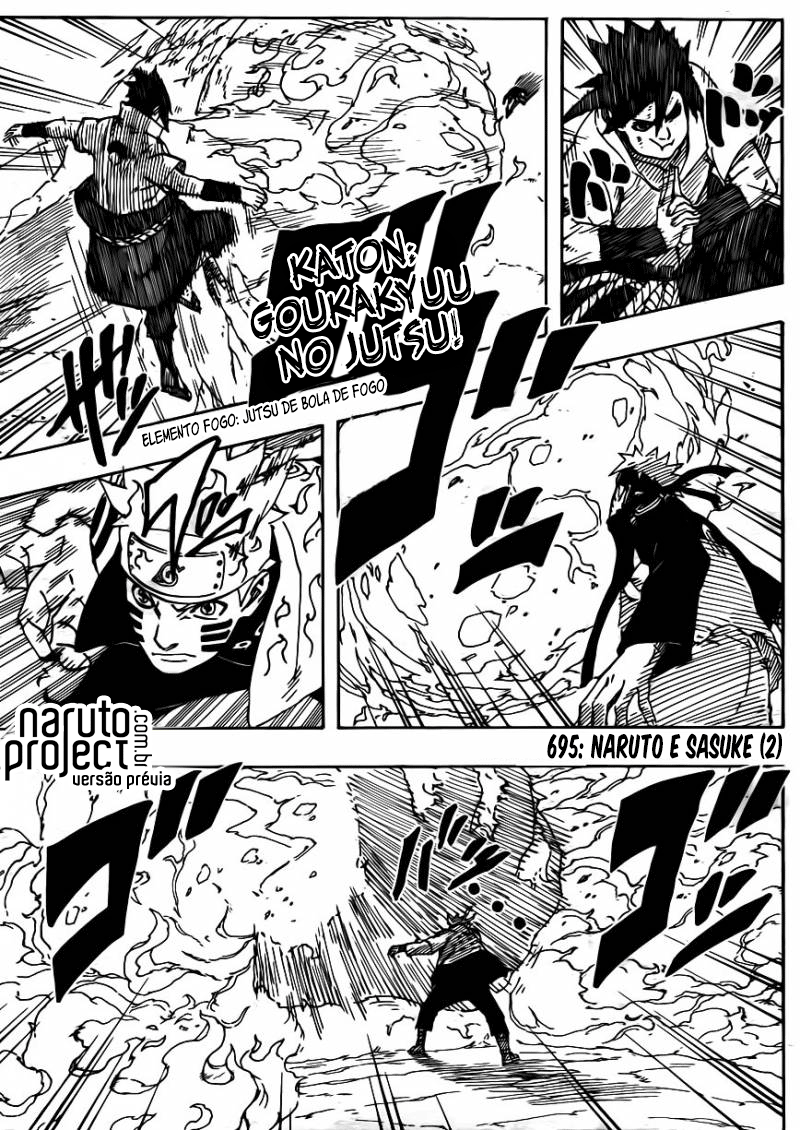 KATON:
GOUKAKYUU
NO JUTSU!
ELEMENTO FOGO: JUTSU DE BOLA DE FOGO
naruto
project.com.br
versão prévia
695: NARUTO E SASUKE (2)